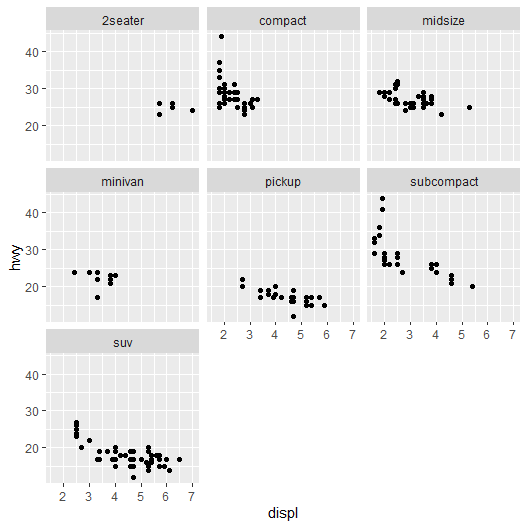 2seater compact midsize
40
30
20
minivan pickup subcompact
40
30
20
2 3 4 5 6 7 2 3 4 5 6 7
suv
40
30
20
2 3 4 5 6 7
hwy
displ